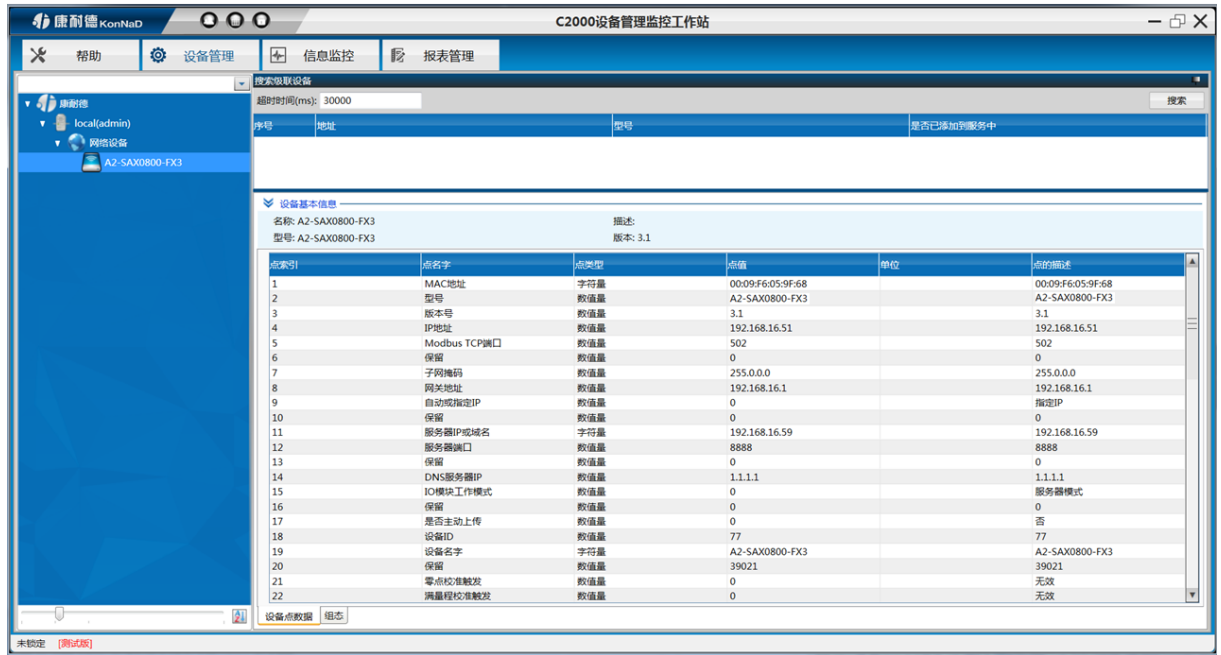 康耐德 KonNaD
C2000设备管理监控工作站
帮助 设备管理 信息监控 报表管理
搜索级联设备
康耐德
超时时间(ms): 30000 搜索
local(admin)
序号 地址 型号 是否已添加到服务中
网络设备
A2-SAX0800-FX3
设备基本信息
名称: A2-SAX0800-FX3 描述:
型号: A2-SAX0800-FX3 版本: 3.1
点索引 点名字 点类型 点值 单位 点的描述
1 MAC地址 字符量 00:09:F6:05:9F:68 00:09:F6:05:9F:68
2 型号 数值量 A2-SAX0800-FX3 A2-SAX0800-FX3
3 版本号 数值量 3.1 3.1
4 IP地址 数值量 192.168.16.51 192.168.16.51
5 Modbus TCP端口 数值量 502 502
6 保留 数值量 0 0
7 子网掩码 数值量 255.0.0.0 255.0.0.0
8 网关地址 数值量 192.168.16.1 192.168.16.1
9 自动或指定IP 数值量 0 指定IP
10 保留 数值量 0 0
11 服务器IP或域名 字符量 192.168.16.59 192.168.16.59
12 服务器端口 数值量 8888 8888
13 保留 数值量 0 0
14 DNS服务器IP 数值量 1.1.1.1 1.1.1.1
15 IO模块工作模式 数值量 0 服务器模式
16 保留 数值量 0 0
17 是否主动上传 数值量 0 否
18 设备ID 数值量 77 77
19 设备名字 字符量 A2-SAX0800-FX3 A2-SAX0800-FX3
20 保留 数值量 39021 39021
21 零点校准触发 数值量 0 无效
22 满量程校准触发 数值量 0 无效
设备点数据 组态
未锁定 [测试版]